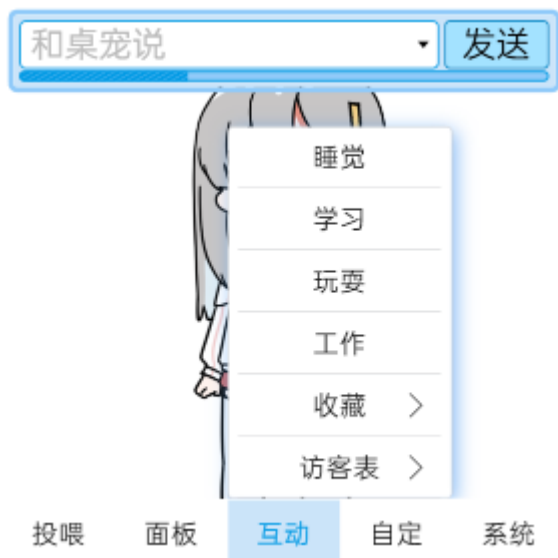 和桌宠说
发送
睡觉
学习
玩耍
工作
收藏
访客表
投喂 面板 互动 自定 系统